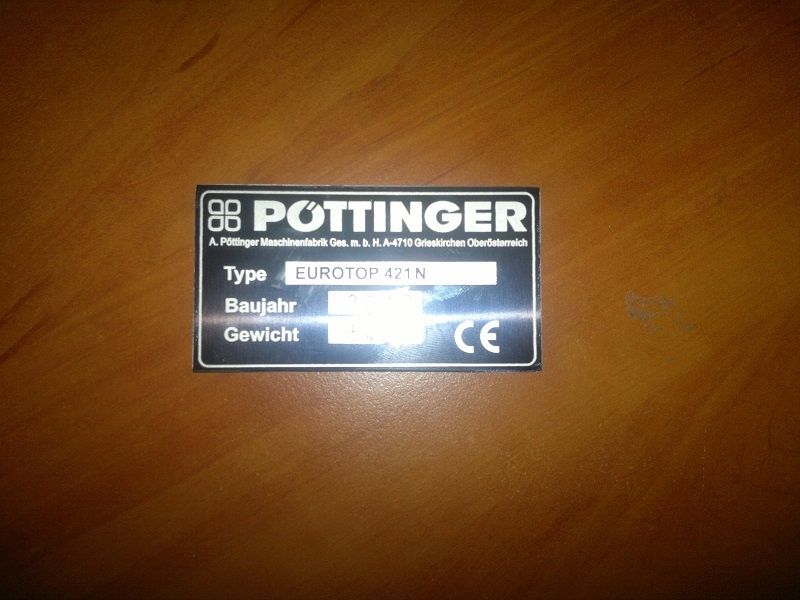 PÖTTINGER
A. Pöttinger Maschinenfabrik Ges. m. b. H. A-4710 Grieskirchen Oberösterreich
Type EUROTOP 421 N
Baujahr
Gewicht
CE